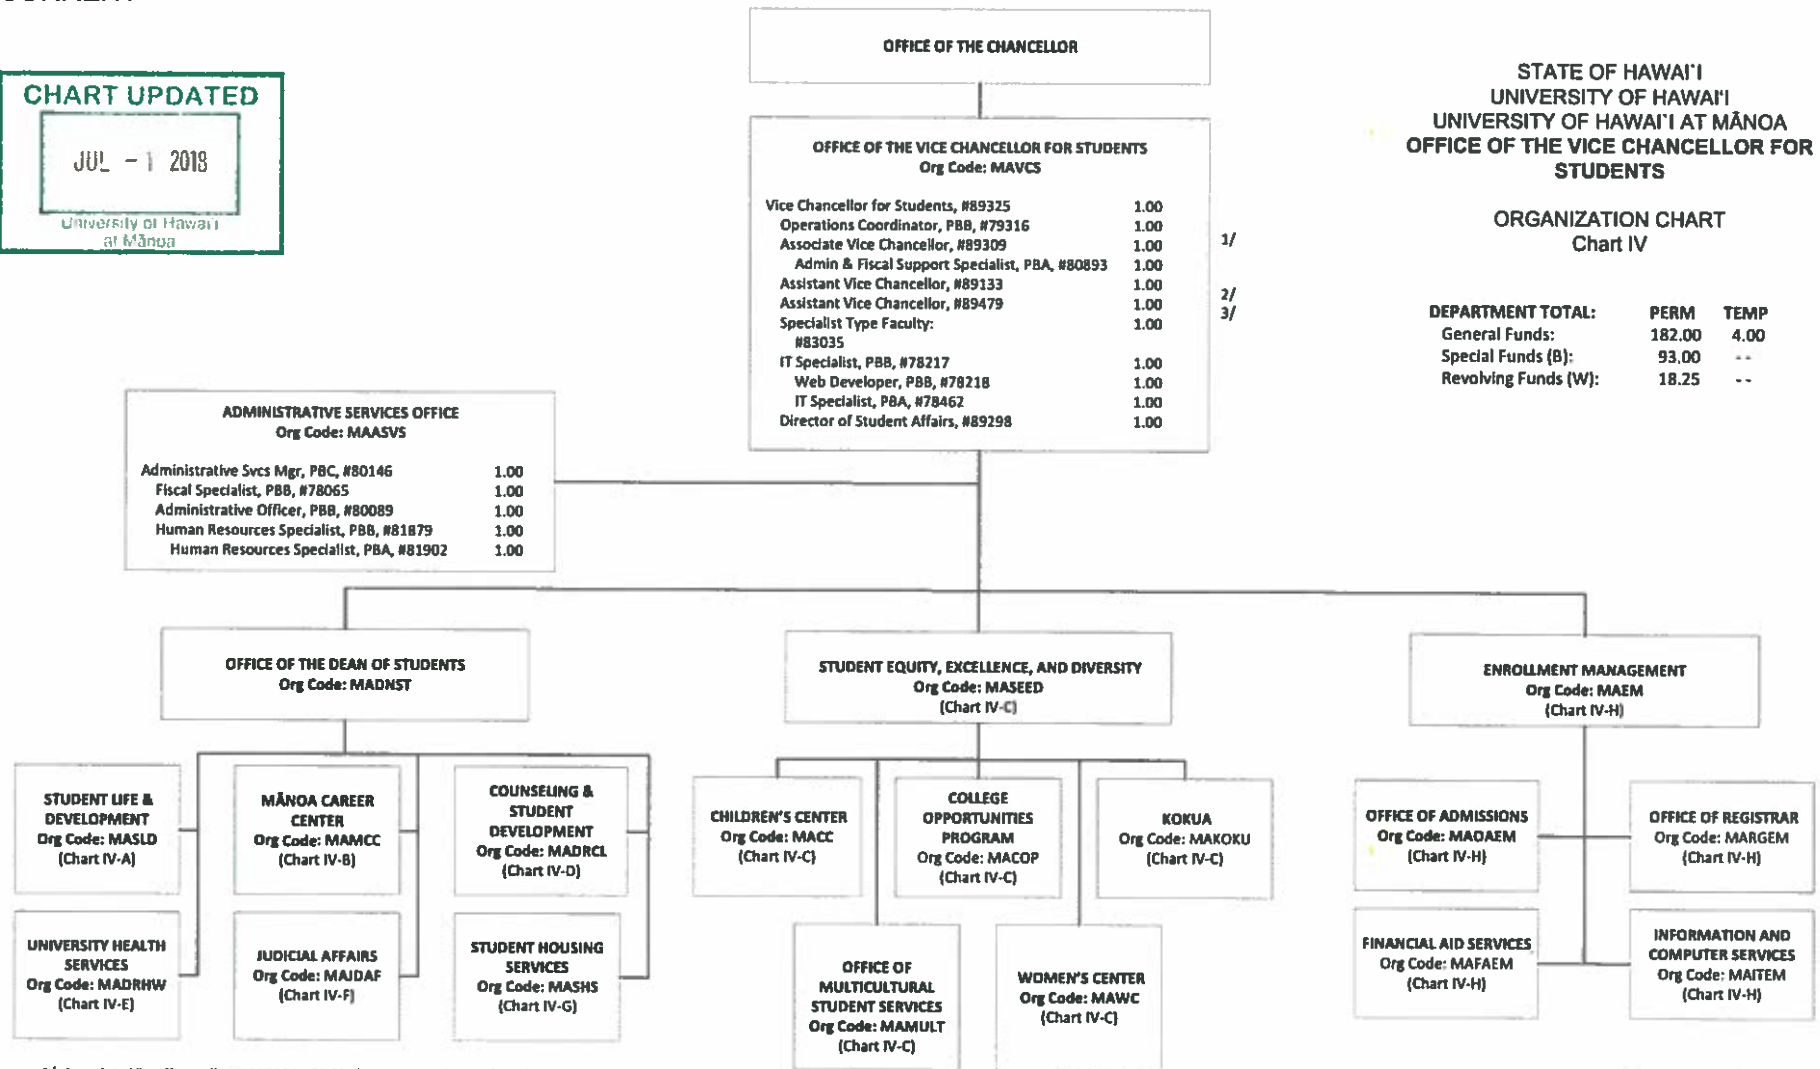 CHART UPDATED
JUL - 1 2018
University of Hawai'i
at Mānoa
OFFICE OF THE CHANCELLOR
STATE OF HAWAI'I
UNIVERSITY OF HAWAI'I
UNIVERSITY OF HAWAI'I AT MĀNOA
OFFICE OF THE VICE CHANCELLOR FOR
STUDENTS
ORGANIZATION CHART
Chart IV
DEPARTMENT TOTAL: PERM TEMP
General Funds: 182.00 4.00
Special Funds (B): 93.00 --
Revolving Funds (W): 18.25 --
OFFICE OF THE VICE CHANCELLOR FOR STUDENTS
Org Code: MAVCS
Vice Chancellor for Students, #89325 1.00
Operations Coordinator, PBB, #79316 1.00
Associate Vice Chancellor, #89309 1.00 1/
Admin & Fiscal Support Specialist, PBA, #80893 1.00
Assistant Vice Chancellor, #89133 1.00 2/
Assistant Vice Chancellor, #89479 1.00 3/
Specialist Type Faculty: 1.00
#83035
IT Specialist, PBB, #78217 1.00
Web Developer, PBB, #78218 1.00
IT Specialist, PBA, #78462 1.00
Director of Student Affairs, #89298 1.00
ADMINISTRATIVE SERVICES OFFICE
Org Code: MAASVS
Administrative Svcs Mgr, PBC, #80146 1.00
Fiscal Specialist, PBB, #78065 1.00
Administrative Officer, PBB, #80089 1.00
Human Resources Specialist, PBB, #81879 1.00
Human Resources Specialist, PBA, #81902 1.00
OFFICE OF THE DEAN OF STUDENTS
Org Code: MADNST
STUDENT EQUITY, EXCELLENCE, AND DIVERSITY
Org Code: MASEED
(Chart IV-C)
ENROLLMENT MANAGEMENT
Org Code: MAEM
(Chart IV-H)
STUDENT LIFE &
DEVELOPMENT
Org Code: MASLD
(Chart IV-A)
MĀNOA CAREER
CENTER
Org Code: MAMCC
(Chart IV-B)
COUNSELING &
STUDENT
DEVELOPMENT
Org Code: MADRCL
(Chart IV-D)
UNIVERSITY HEALTH
SERVICES
Org Code: MADRHW
(Chart IV-E)
JUDICIAL AFFAIRS
Org Code: MAJDAF
(Chart IV-F)
STUDENT HOUSING
SERVICES
Org Code: MASHS
(Chart IV-G)
CHILDREN'S CENTER
Org Code: MACC
(Chart IV-C)
COLLEGE
OPPORTUNITIES
PROGRAM
Org Code: MACOP
(Chart IV-C)
KOKUA
Org Code: MAKOKU
(Chart IV-C)
OFFICE OF
MULTICULTURAL
STUDENT SERVICES
Org Code: MAMULT
(Chart IV-C)
WOMEN'S CENTER
Org Code: MAWC
(Chart IV-C)
OFFICE OF ADMISSIONS
Org Code: MAOAEM
(Chart IV-H)
OFFICE OF REGISTRAR
Org Code: MARGEM
(Chart IV-H)
FINANCIAL AID SERVICES
Org Code: MAFAEM
(Chart IV-H)
INFORMATION AND
COMPUTER SERVICES
Org Code: MAITEM
(Chart IV-H)